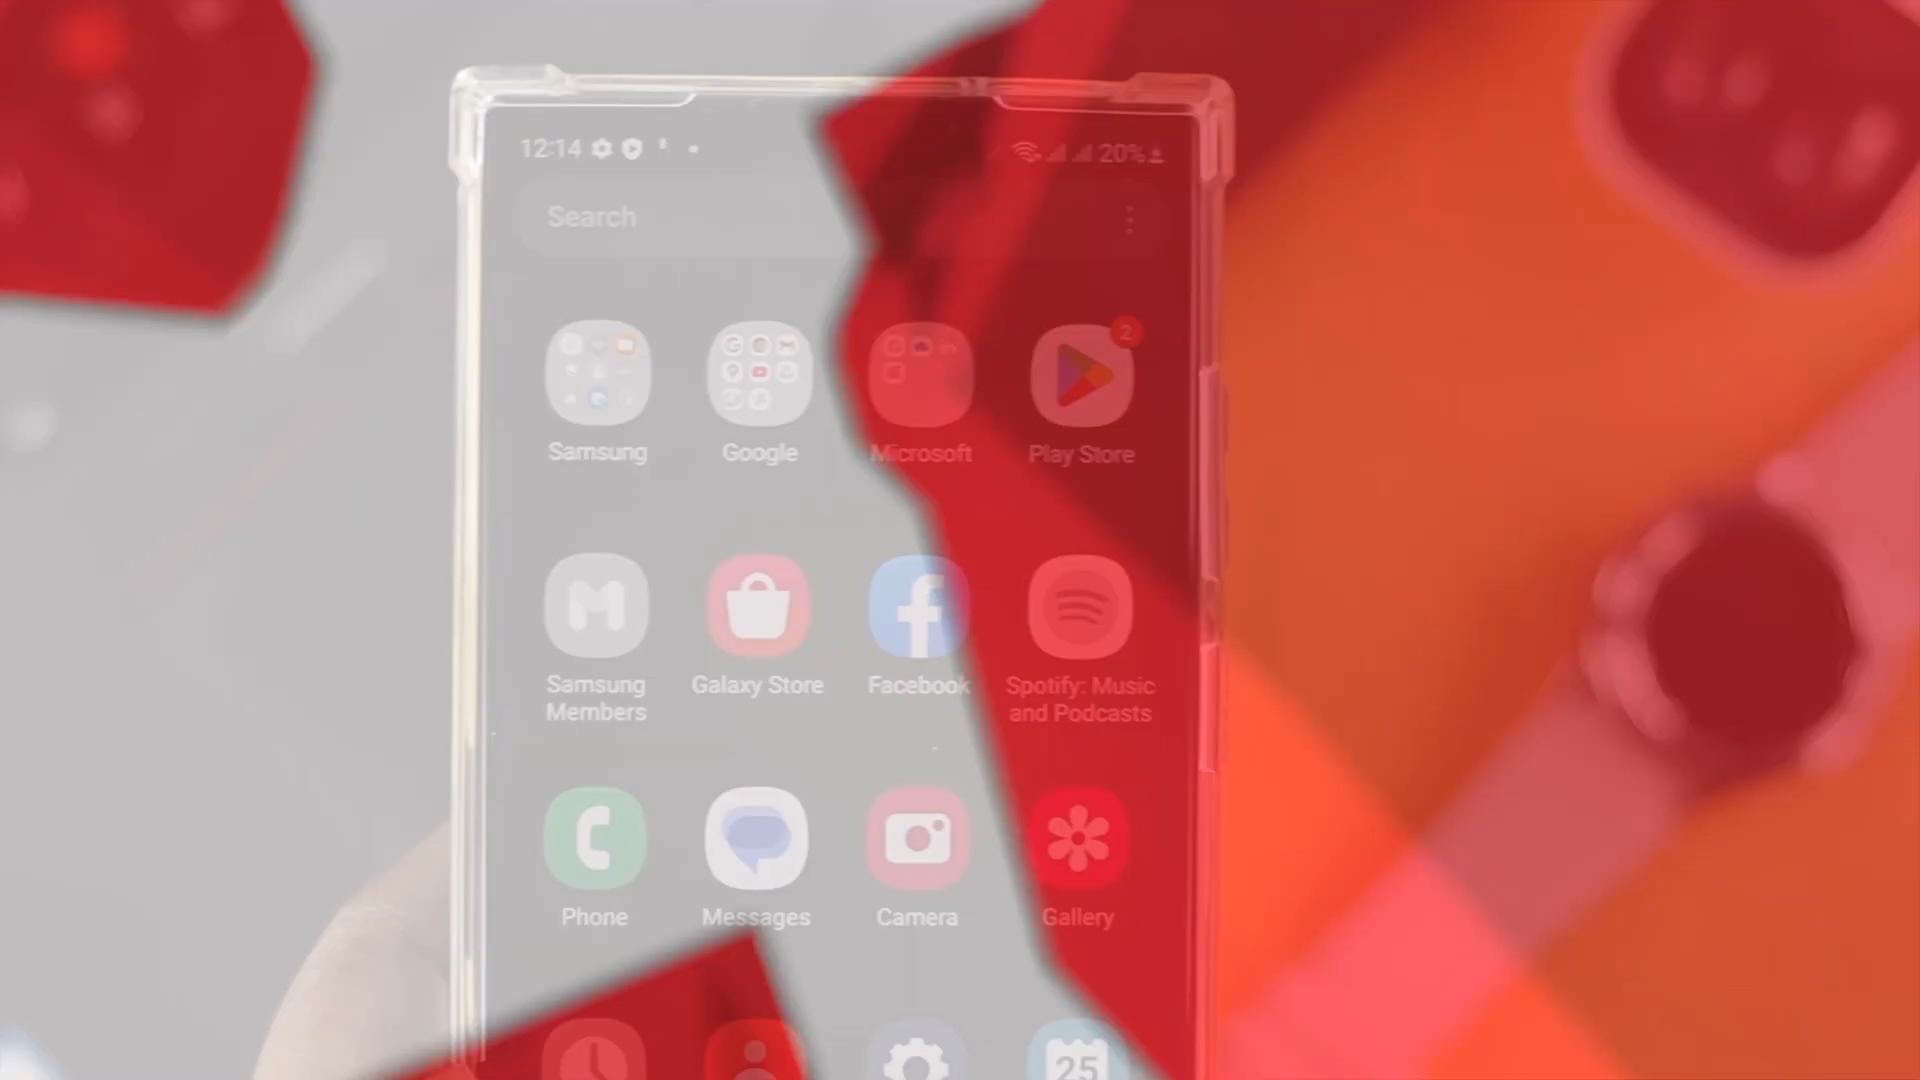 12:14
20%
Search
2
Samsung
Google
Microsoft
Play Store
Samsung
Members
Galaxy Store
Facebook
Spotify: Music
and Podcasts
Phone
Messages
Camera
Gallery
25